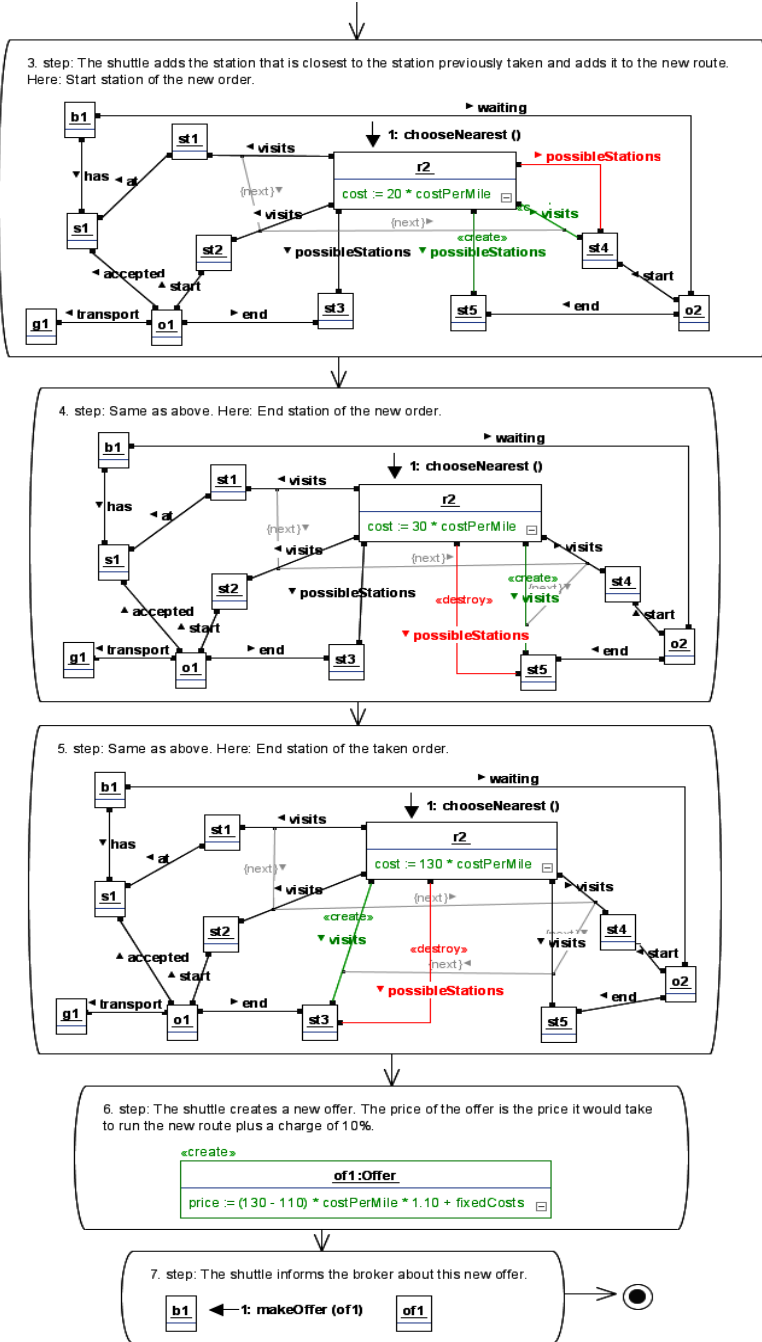 3. step: The shuttle adds the station that is closest to the station previously taken and adds it to the new route.
Here: Start station of the new order.
b1
waiting
st1
visits
1: chooseNearest ()
r2
possibleStations
has
at
{next}
cost := 20 * costPerMile
visits
visits
s1
{next}
«create»
st2
possibleStations
possibleStations
st4
accepted
start
start
g1
transport
o1
end
st3
st5
end
o2
4. step: Same as above. Here: End station of the new order.
b1
waiting
1: chooseNearest ()
st1
visits
r2
has
at
{next}
cost := 30 * costPerMile
visits
visits
s1
{next}
st2
possibleStations
«create»
{next}
st4
«destroy»
visits
accepted
start
start
possibleStations
g1
transport
o1
end
st3
st5
end
o2
5. step: Same as above. Here: End station of the taken order.
b1
waiting
1: chooseNearest ()
st1
visits
r2
has
at
{next}
cost := 130 * costPerMile
visits
visits
s1
{next}
«create»
st2
visits
visits
st4
accepted
«destroy»
start
start
next}
possibleStations
o2
g1
transport
o1
end
st3
st5
end
6. step: The shuttle creates a new offer. The price of the offer is the price it would take
to run the new route plus a charge of 10%.
«create»
of1:Offer
price := (130 - 110) * costPerMile * 1.10 + fixedCosts
7. step: The shuttle informs the broker about this new offer.
b1
1: makeOffer (of1)
of1